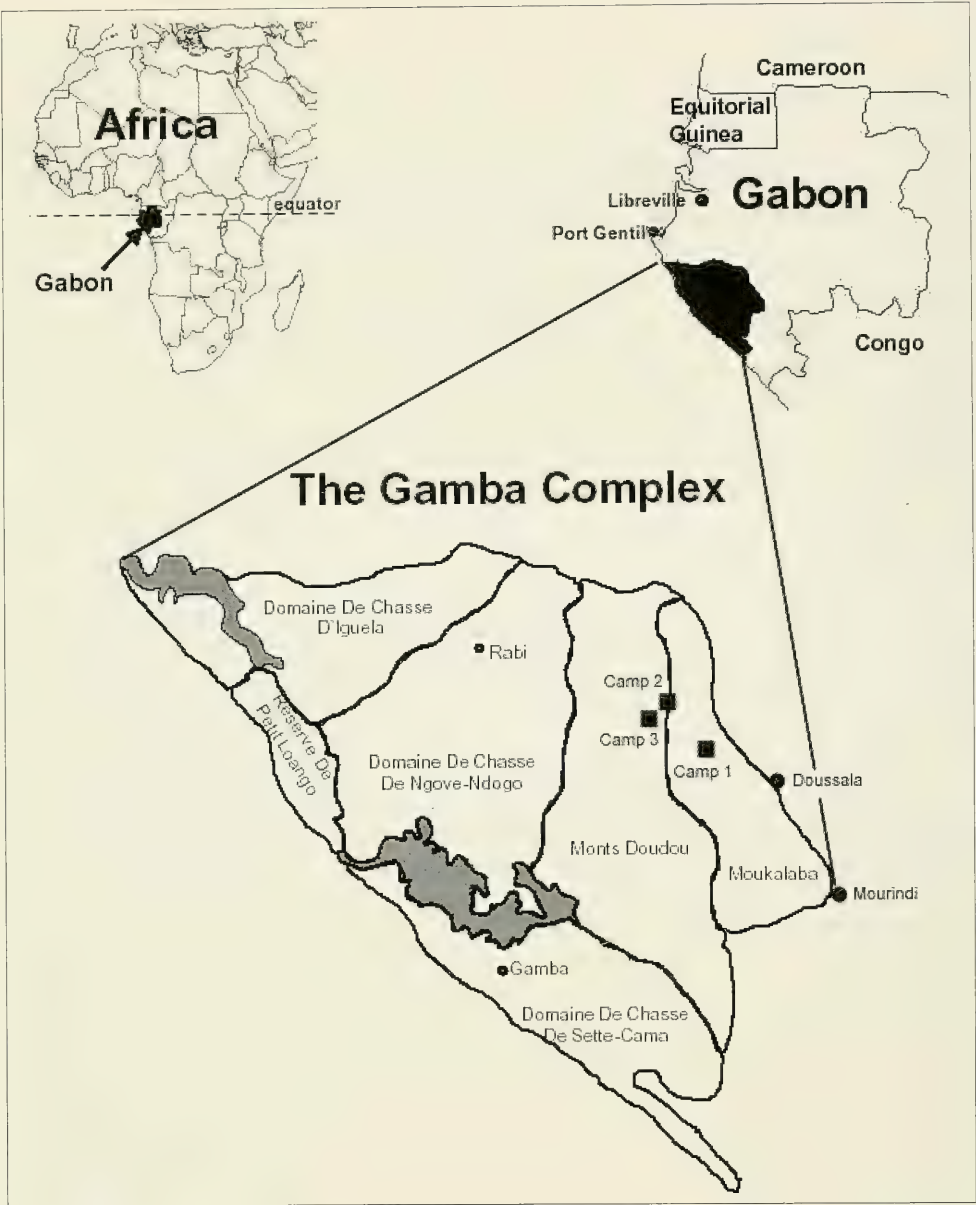 Africa
equator
Gabon
Cameroon
Equitorial
Guinea
Gabon
Libreville
Port Gentil
Congo
The Gamba Complex
Domaine De Chasse
D'Iguela
Rabi
Reserve De
Petit Loango
Camp 2
Camp 3
Camp 1
Domaine De Chasse
De Ngove-Ndogo
Doussala
Monts Doudou
Moukalaba
Mourindi
Gamba
Domaine De Chasse
De Sette-Cama